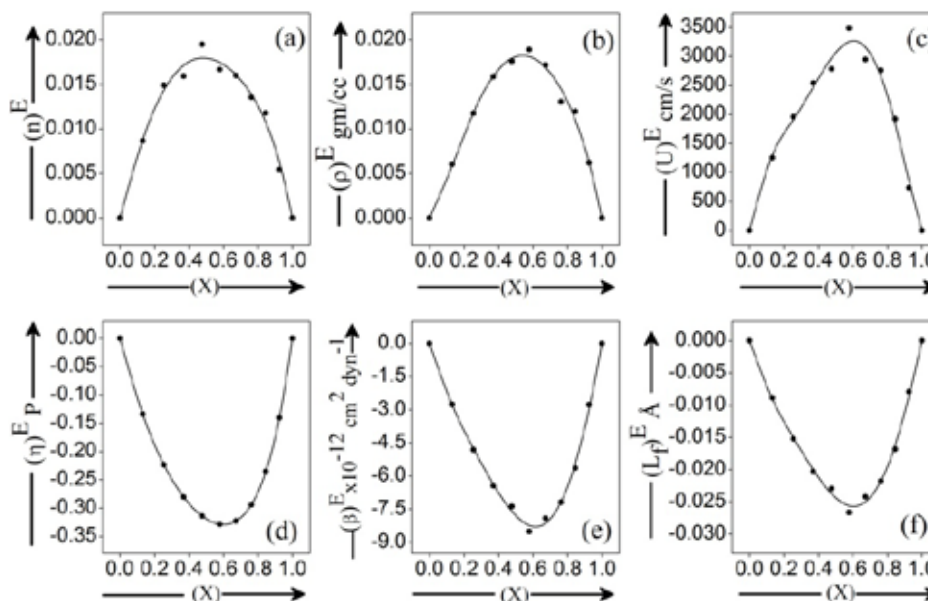 (a)
0.020
0.015
0.010
0.005
0.000
(n)E
0.0 0.2 0.4 0.6 0.8 1.0
(X)
(b)
0.020
0.015
0.010
0.005
0.000
(ρ)E gm/cc
0.0 0.2 0.4 0.6 0.8 1.0
(X)
(c)
3500
3000
2500
2000
1500
1000
500
0
(U)E cm/s
0.0 0.2 0.4 0.6 0.8 1.0
(X)
(d)
0.00
-0.05
-0.10
-0.15
-0.20
-0.25
-0.30
-0.35
(η)E P
0.0 0.2 0.4 0.6 0.8 1.0
(X)
(e)
0.0
-1.5
-3.0
-4.5
-6.0
-7.5
-9.0
(β)E x10-12 cm2 dyn-1
0.0 0.2 0.4 0.6 0.8 1.0
(X)
(f)
0.000
-0.005
-0.010
-0.015
-0.020
-0.025
-0.030
(Lf)E Å
0.0 0.2 0.4 0.6 0.8 1.0
(X)